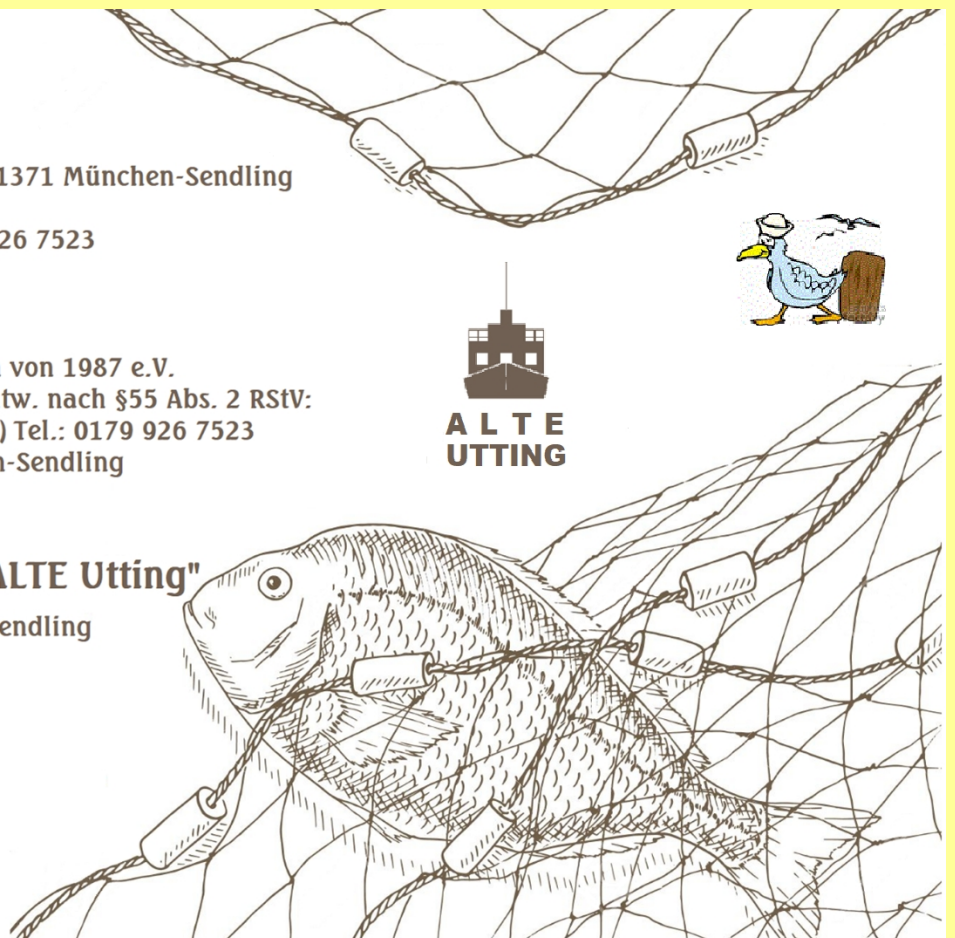 1371 München-Sendling
26 7523
von 1987 e.V.
tw. nach §55 Abs. 2 RStV:
) Tel.: 0179 926 7523
n-Sendling
A L T E
UTTING
ALTE Utting"
endling